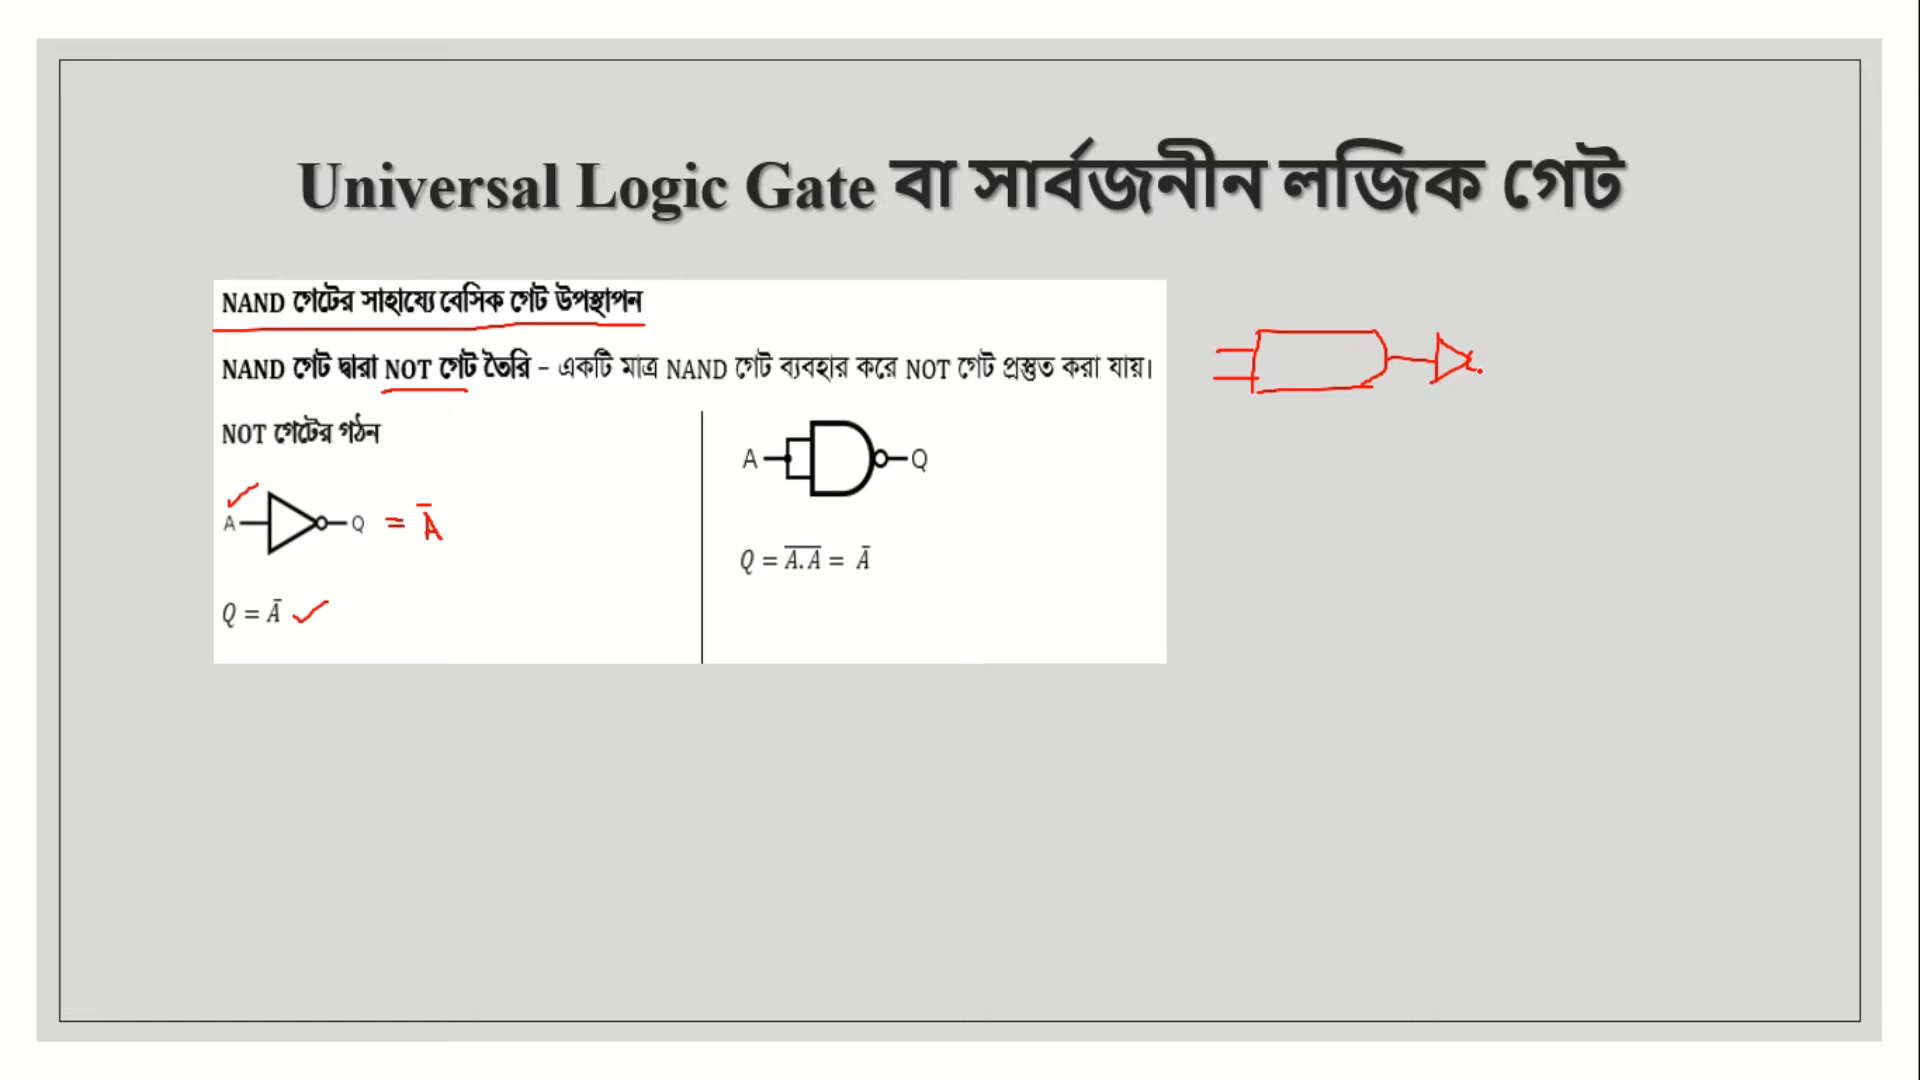 Universal Logic Gate বা সার্বজনীন লজিক গেট
NAND গেটের সাহায্যে বেসিক গেট উপস্থাপন
NAND গেট দ্বারা NOT গেট তৈরি – একটি মাত্র NAND গেট ব্যবহার করে NOT গেট প্রস্তুত করা যায়।
NOT গেটের গঠন
A Q = Ā
Q = Ā
A Q
Q = A̅.̅A̅ = Ā